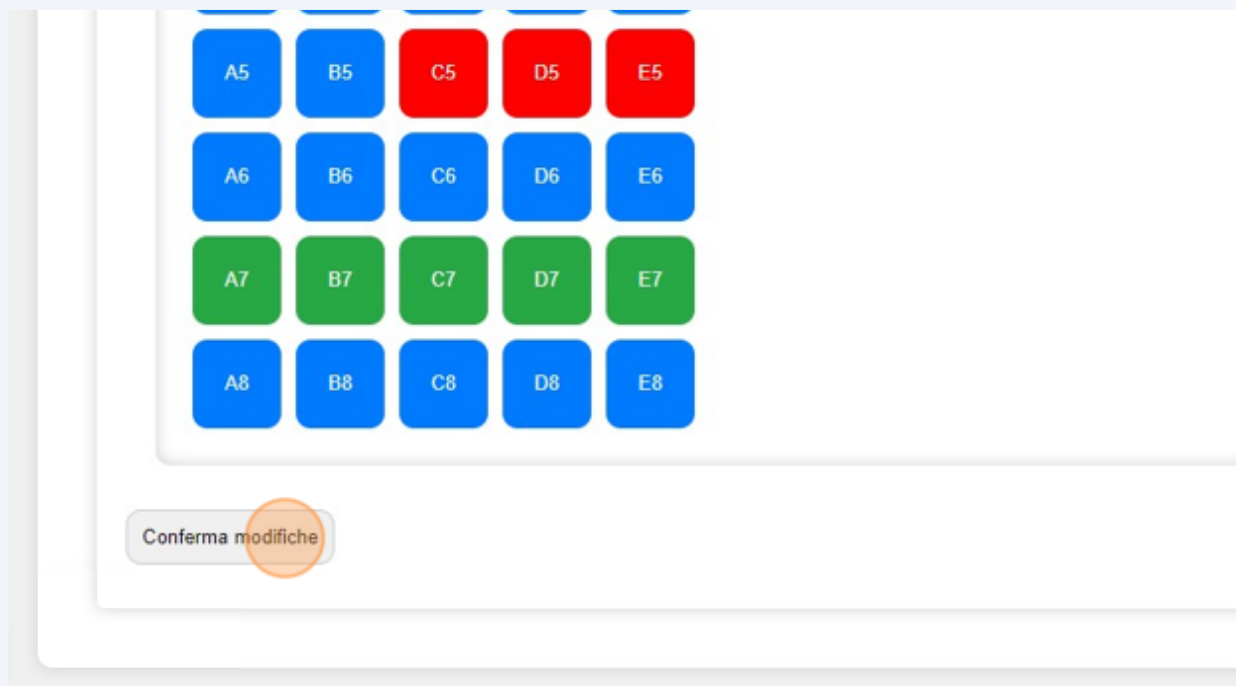 A5 B5 C5 D5 E5
A6 B6 C6 D6 E6
A7 B7 C7 D7 E7
A8 B8 C8 D8 E8
Conferma modifiche